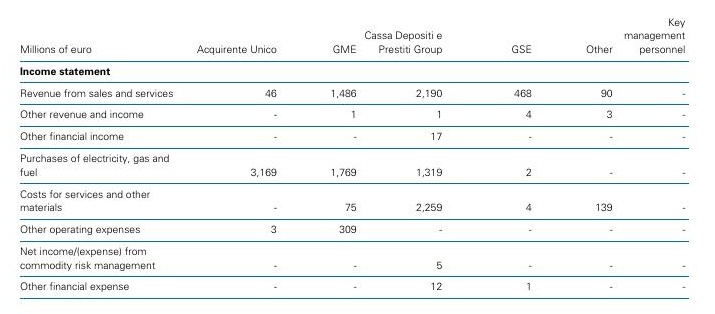 Key
Cassa Depositi e management
Millions of euro Acquirente Unico GME Prestiti Group GSE Other personnel
Income statement
Revenue from sales and services 46 1,486 2,190 468 90 -
Other revenue and income - 1 1 4 3 -
Other financial income - - 17 - - -
Purchases of electricity, gas and
fuel 3,169 1,769 1,319 2 - -
Costs for services and other
materials - 75 2,259 4 139 -
Other operating expenses 3 309 - - - -
Net income/(expense) from
commodity risk management - - 5 - - -
Other financial expense - - 12 1 - -